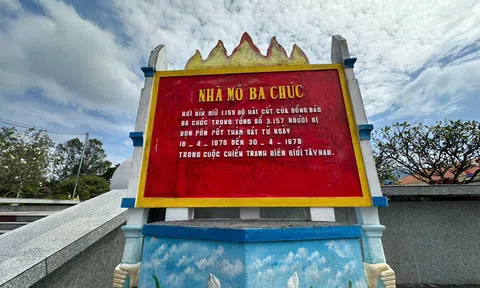 NHÀ MỒ BA CHÚC
NƠI GÌN GIỮ 1.159 BỘ HÀI CỐT CỦA ĐỒNG BÀO
BA CHÚC TRONG TỔNG SỐ 3.157 NGƯỜI BỊ
BỌN PÔN PỐT THẢM SÁT TỪ NGÀY
18 - 4 - 1978 ĐẾN 30 - 4 - 1978
TRONG CUỘC CHIẾN TRANH BIÊN GIỚI TÂY NAM.